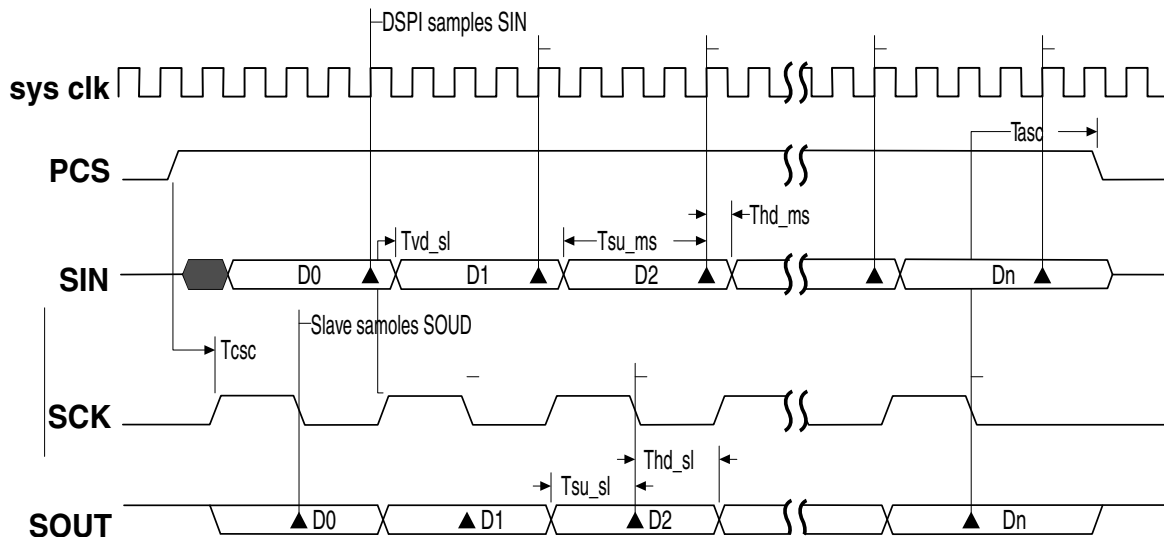 DSPI samples SIN
sys clk
Tasc
PCS
Thd_ms
Tvd_sl
Tsu_ms
SIN
D0
D1
D2
Dn
Slave samoles SOUD
Tcsc
SCK
Thd_sl
Tsu_sl
SOUT
D0
D1
D2
Dn